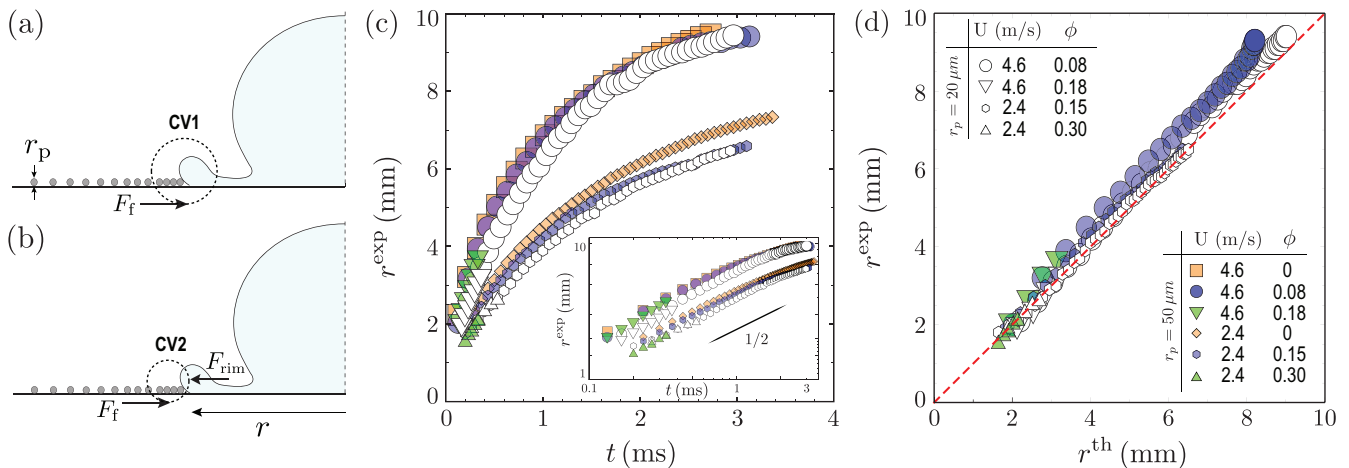 (a)
CV1
r_p
F_f
(b)
CV2
F_rim
F_f
r
(c)
r^exp (mm)
10
8
6
4
2
0
0 1 2 3 4
t (ms)
r^exp (mm)
10
1
0.1 1 3
t (ms)
1/2
(d)
r^exp (mm)
10
8
6
4
2
0
0 2 4 6 8 10
r^th (mm)
r_p = 20 μm
U (m/s) ϕ
4.6 0.08
4.6 0.18
2.4 0.15
2.4 0.30
r_p = 50 μm
U (m/s) ϕ
4.6 0
4.6 0.08
4.6 0.18
2.4 0
2.4 0.15
2.4 0.30